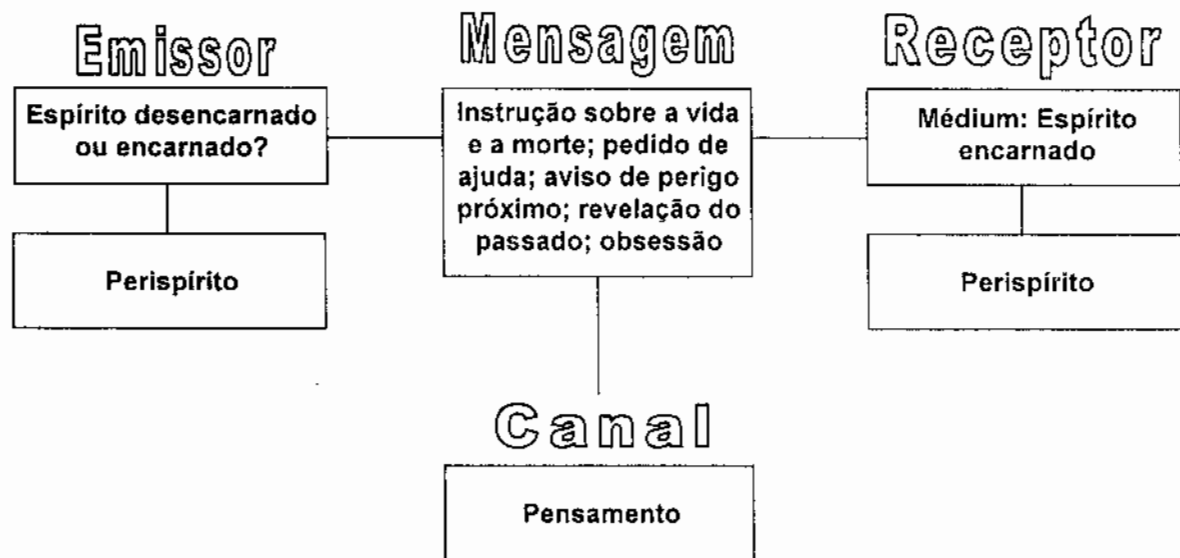 Emissor
Espírito desencarnado
ou encarnado?
Perispírito
Mensagem
Instrução sobre a vida
e a morte; pedido de
ajuda; aviso de perigo
próximo; revelação do
passado; obsessão
Receptor
Médium: Espírito
encarnado
Perispírito
Canal
Pensamento